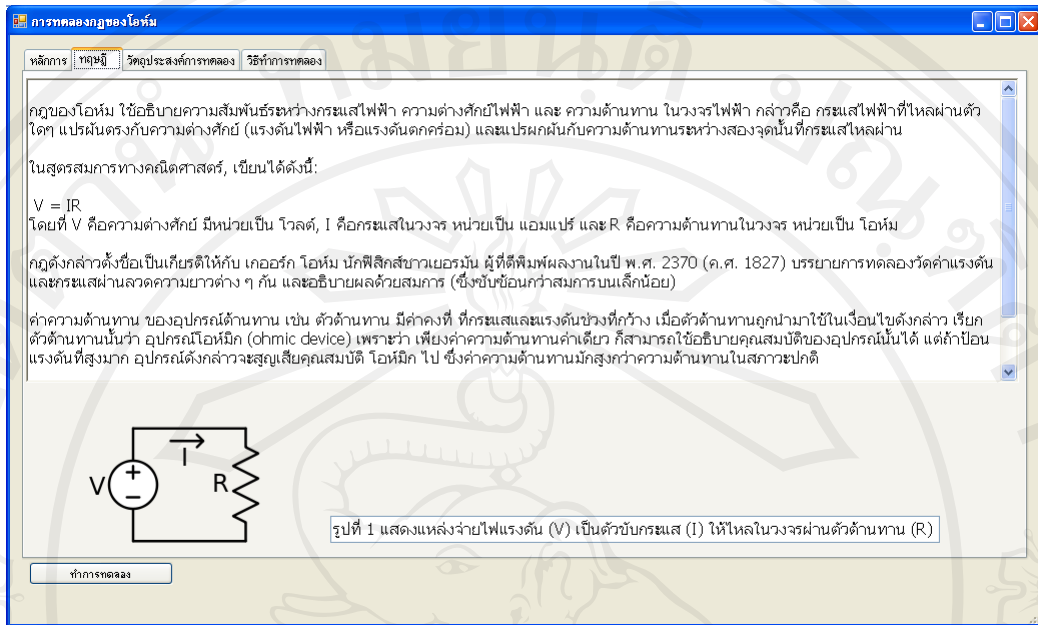 การทดลองกฎของโอห์ม
หลักการ ทฤษฎี วัตถุประสงค์การทดลอง วิธีทำการทดลอง
กฎของโอห์ม ใช้อธิบายความสัมพันธ์ระหว่างกระแสไฟฟ้า ความต่างศักย์ไฟฟ้า และ ความต้านทาน ในวงจรไฟฟ้า กล่าวคือ กระแสไฟฟ้าที่ไหลผ่านตัว
ใดๆ แปรผันตรงกับความต่างศักย์ (แรงดันไฟฟ้า หรือแรงดันตกคร่อม) และแปรผกผันกับความต้านทานระหว่างสองจุดนั้นที่กระแสไหลผ่าน
ในสูตรสมการทางคณิตศาสตร์, เขียนได้ดังนี้:
V = IR
โดยที่ V คือความต่างศักย์ มีหน่วยเป็น โวลต์, I คือกระแสในวงจร หน่วยเป็น แอมแปร์ และ R คือความต้านทานในวงจร หน่วยเป็น โอห์ม
กฎดังกล่าวตั้งชื่อเป็นเกียรติให้กับ เกออร์ก โอห์ม นักฟิสิกส์ชาวเยอรมัน ผู้ที่ตีพิมพ์ผลงานในปี พ.ศ. 2370 (ค.ศ. 1827) บรรยายการทดลองวัดค่าแรงดัน
และกระแสผ่านลวดความยาวต่าง ๆ กัน และอธิบายผลด้วยสมการ (ซึ่งซับซ้อนกว่าสมการบนเล็กน้อย)
ค่าความต้านทาน ของอุปกรณ์ต้านทาน เช่น ตัวต้านทาน มีค่าคงที่ ที่กระแสและแรงดันช่วงที่กว้าง เมื่อตัวต้านทานถูกนำมาใช้ในเงื่อนไขดังกล่าว เรียก
ตัวต้านทานนั้นว่า อุปกรณ์โอห์มิก (ohmic device) เพราะว่า เพียงค่าความต้านทานค่าเดียว ก็สามารถใช้อธิบายคุณสมบัติของอุปกรณ์นั้นได้ แต่ถ้าป้อน
แรงดันที่สูงมาก อุปกรณ์ดังกล่าวจะสูญเสียคุณสมบัติ โอห์มิก ไป ซึ่งค่าความต้านทานมักสูงกว่าความต้านทานในสภาวะปกติ
I
V R
รูปที่ 1 แสดงแหล่งจ่ายไฟแรงดัน (V) เป็นตัวขับกระแส (I) ให้ไหลในวงจรผ่านตัวต้านทาน (R)
ทำการทดลอง